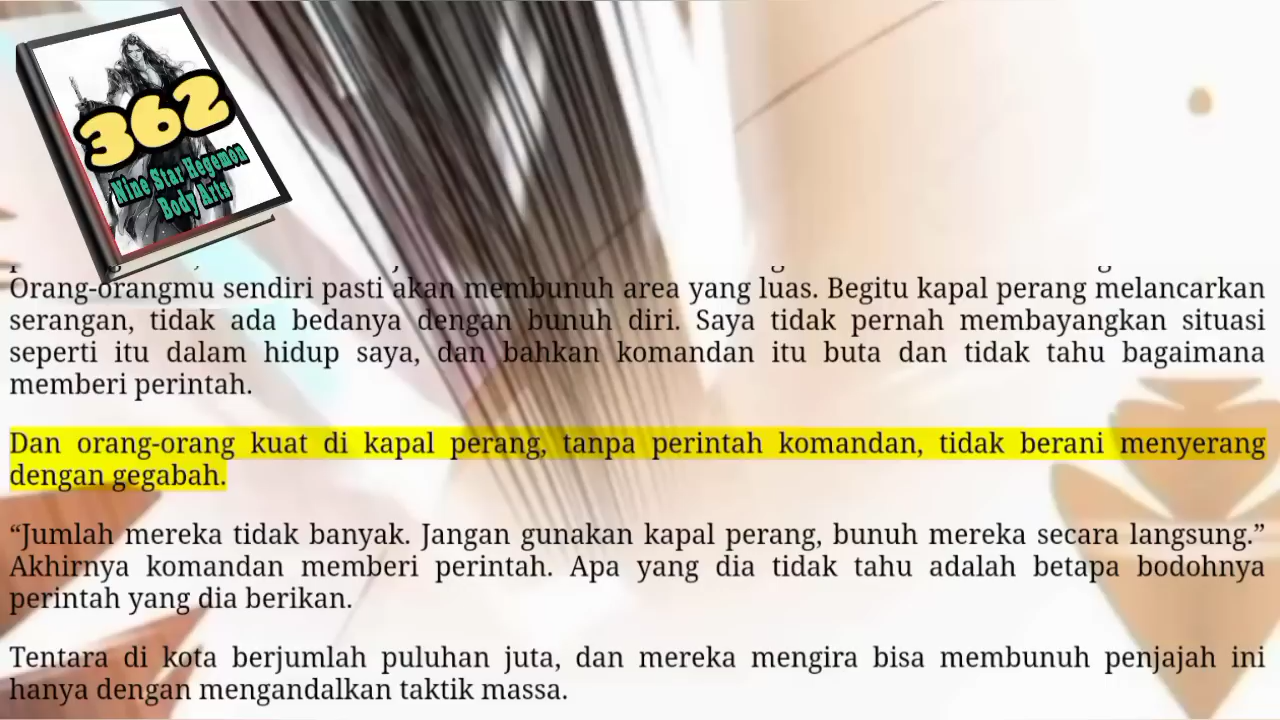 362
Nine Star Hegemon
Body Arts
Orang-orangmu sendiri pasti akan membunuh area yang luas. Begitu kapal perang melancarkan
serangan, tidak ada bedanya dengan bunuh diri. Saya tidak pernah membayangkan situasi
seperti itu dalam hidup saya, dan bahkan komandan itu buta dan tidak tahu bagaimana
memberi perintah.
Dan orang-orang kuat di kapal perang, tanpa perintah komandan, tidak berani menyerang
dengan gegabah.
“Jumlah mereka tidak banyak. Jangan gunakan kapal perang, bunuh mereka secara langsung.”
Akhirnya komandan memberi perintah. Apa yang dia tidak tahu adalah betapa bodohnya
perintah yang dia berikan.
Tentara di kota berjumlah puluhan juta, dan mereka mengira bisa membunuh penjajah ini
hanya dengan mengandalkan taktik massa.